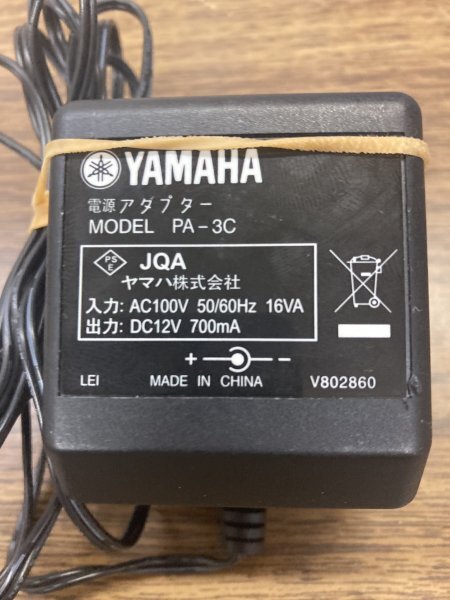 YAMAHA
電源アダプター
MODEL PA-3C
PS
E
JQA
ヤマハ株式会社
入力: AC100V 50/60Hz 16VA
出力: DC12V 700mA
+ -
LEI MADE IN CHINA V802860